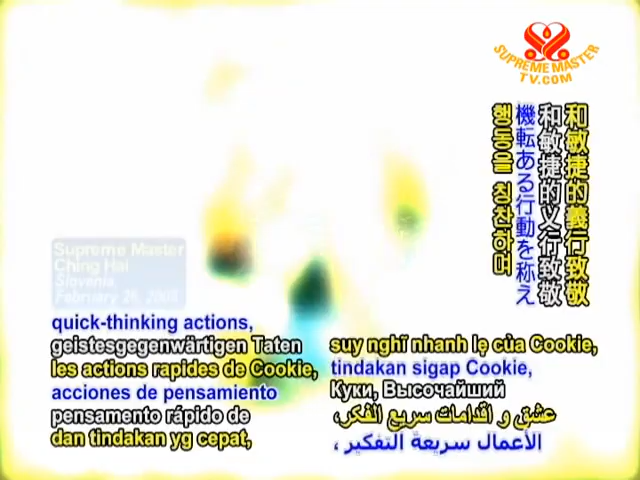 SUPREME MASTER
TV.COM
和敏捷的義行致敬
和敏捷的义行致敬
機転ある行動を称え
행동을 칭찬하며
Supreme Master
Ching Hai
Slovenia
quick-thinking actions,
geistesgegenwärtigen Taten
les actions rapides de Cookie,
acciones de pensamiento
pensamento rápido de
dan tindakan yg cepat,
suy nghĩ nhanh lẹ của Cookie,
tindakan sigap Cookie,
Куки, Высочайший
عشق و اقدامات سریع الفکر،
الأعمال سريعة التفكير ،